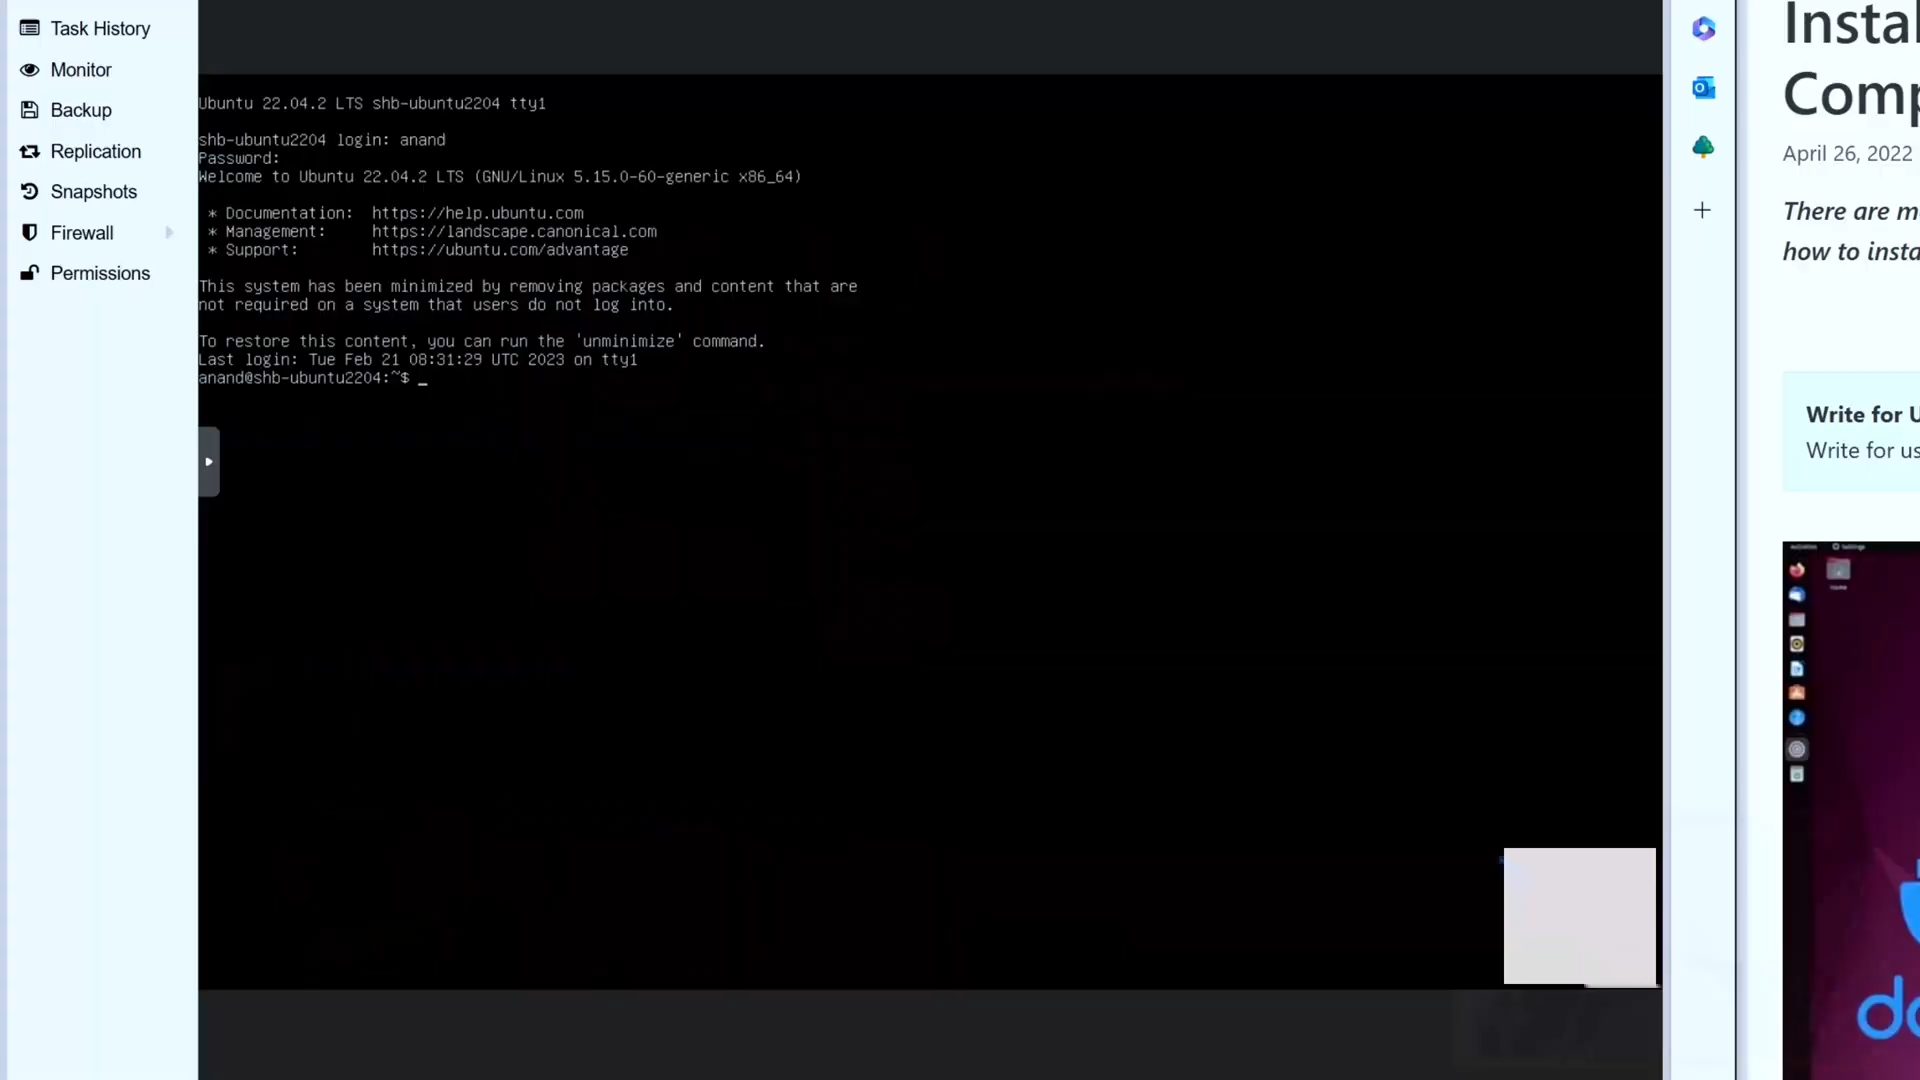 Task History
Monitor
Backup
Replication
Snapshots
Firewall
Permissions
Ubuntu 22.04.2 LTS shb-ubuntu2204 tty1
shb-ubuntu2204 login: anand
Password:
Welcome to Ubuntu 22.04.2 LTS (GNU/Linux 5.15.0-60-generic x86_64)
* Documentation:  https://help.ubuntu.com
* Management:     https://landscape.canonical.com
* Support:        https://ubuntu.com/advantage
This system has been minimized by removing packages and content that are
not required on a system that users do not log into.
To restore this content, you can run the 'unminimize' command.
Last login: Tue Feb 21 08:31:29 UTC 2023 on tty1
anand@shb-ubuntu2204:~$ _
April 26, 2022
There are
how to
Write for
Write for us